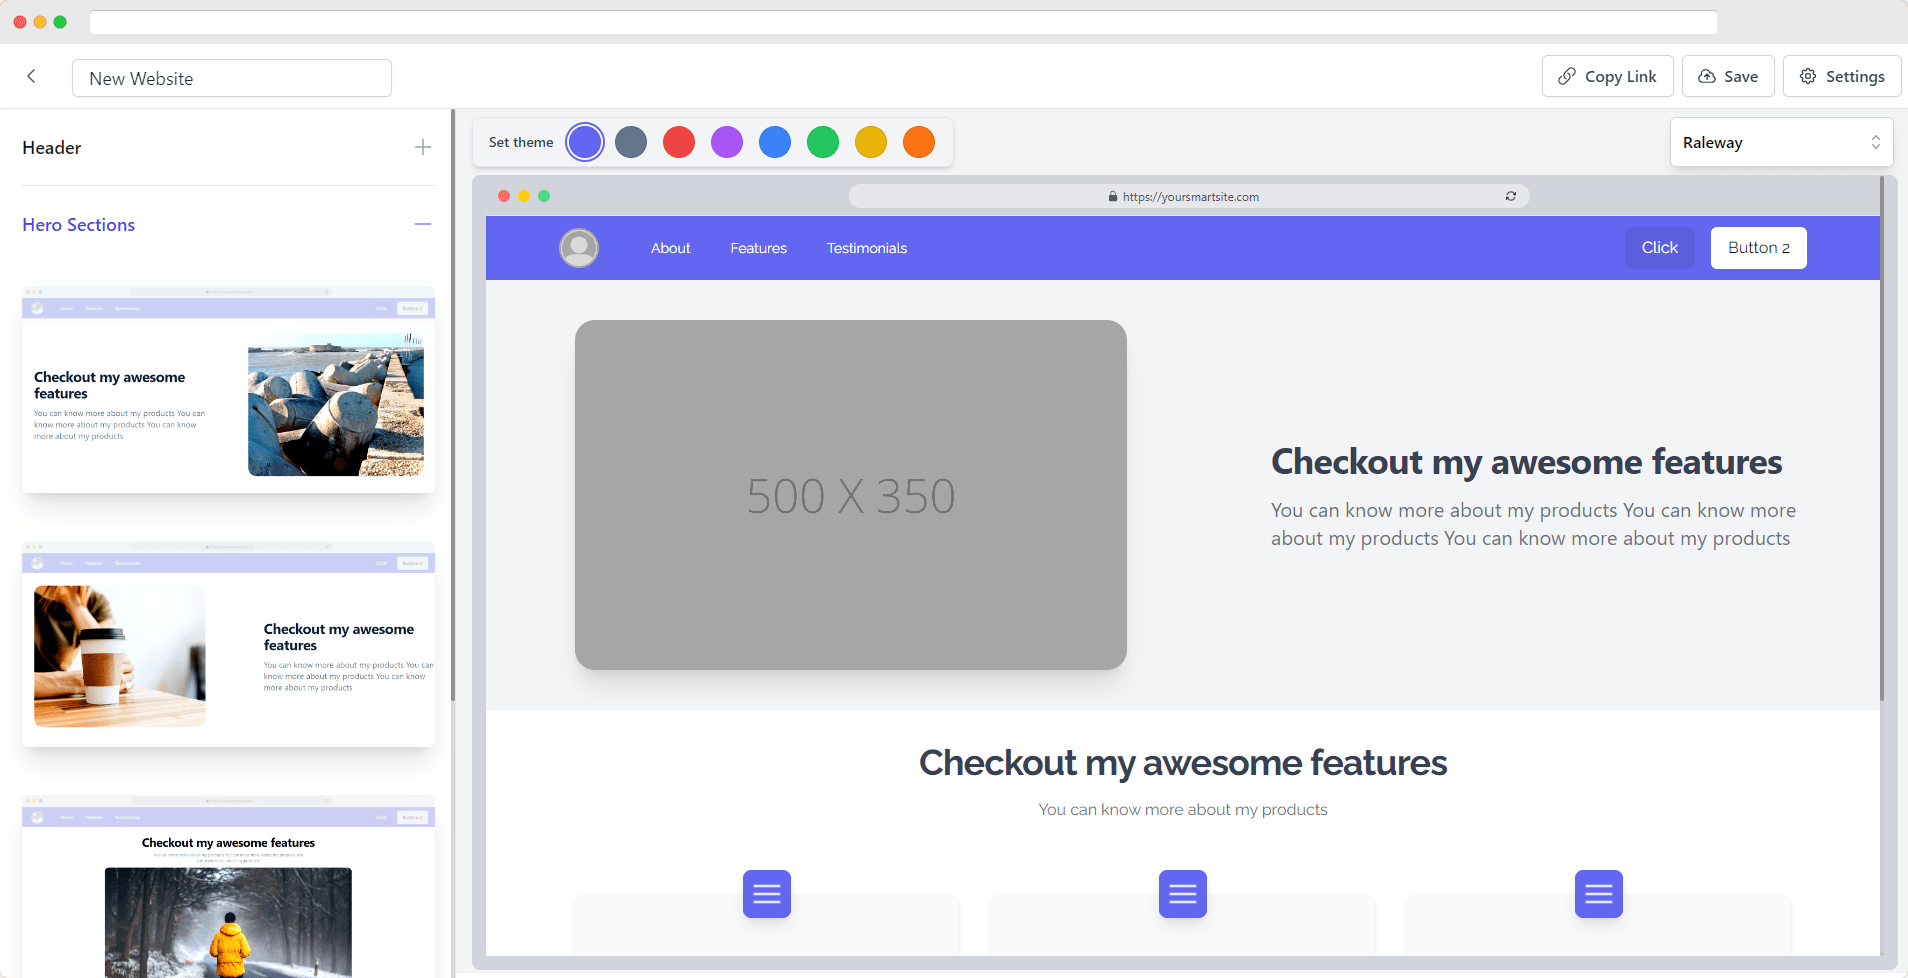 New Website
Copy Link
Save
Settings
Header
Hero Sections
Checkout my awesome
features
You can know more about my products You can
know more about my products You can know
more about my products
Checkout my awesome
features
You can know more about my products You can
know more about my products You can know
more about my products
Checkout my awesome features
Set theme
Raleway
https://yoursmartsite.com
About
Features
Testimonials
Click
Button 2
500 X 350
Checkout my awesome features
You can know more about my products You can know more
about my products You can know more about my products
Checkout my awesome features
You can know more about my products